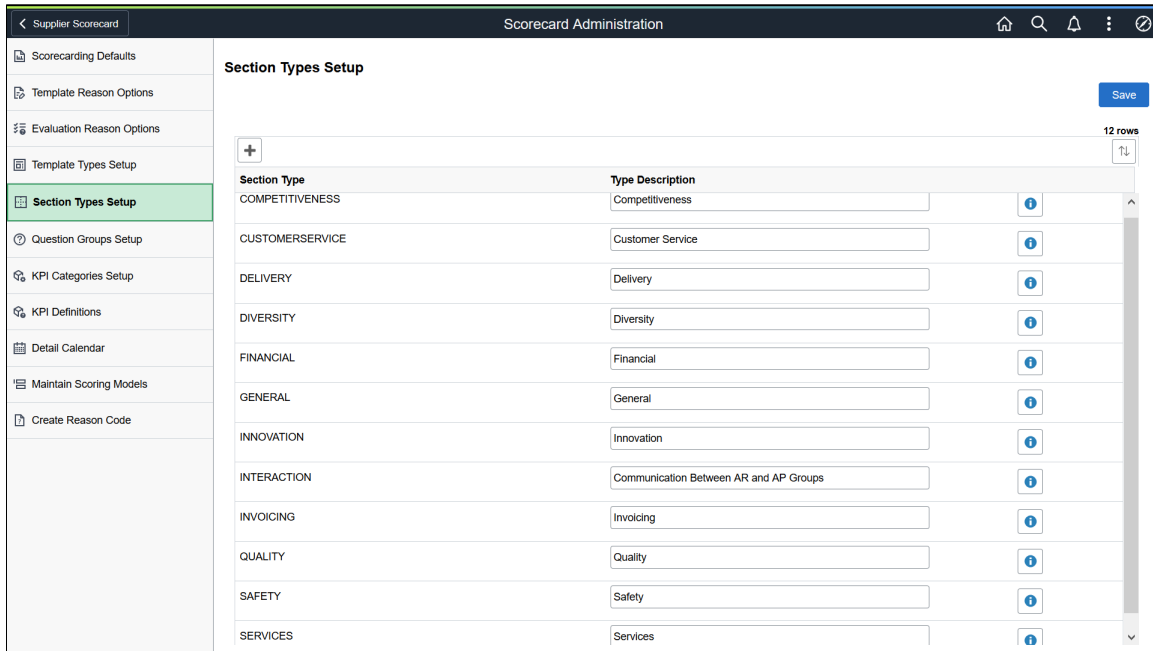 Supplier Scorecard
Scorecard Administration
Scorecarding Defaults
Template Reason Options
Evaluation Reason Options
Template Types Setup
Section Types Setup
Question Groups Setup
KPI Categories Setup
KPI Definitions
Detail Calendar
Maintain Scoring Models
Create Reason Code
Section Types Setup
Save
12 rows
Section Type Type Description
COMPETITIVENESS Competitiveness
CUSTOMERSERVICE Customer Service
DELIVERY Delivery
DIVERSITY Diversity
FINANCIAL Financial
GENERAL General
INNOVATION Innovation
INTERACTION Communication Between AR and AP Groups
INVOICING Invoicing
QUALITY Quality
SAFETY Safety
SERVICES Services